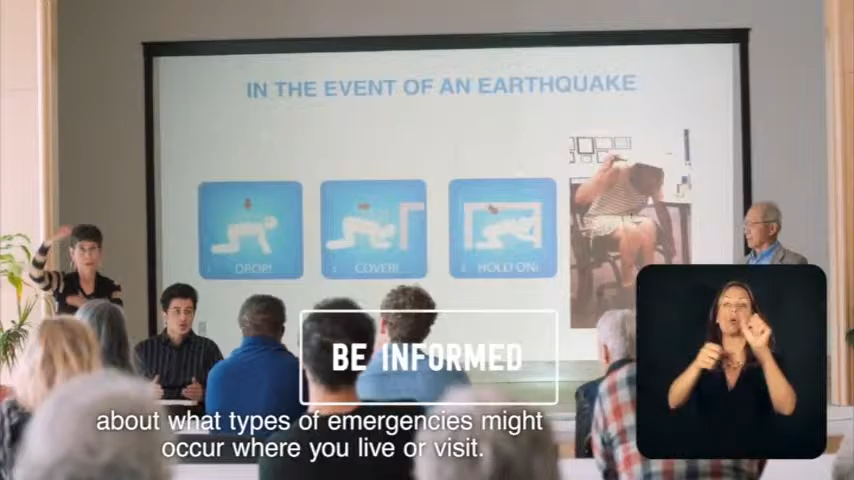 IN THE EVENT OF AN EARTHQUAKE
DROP!
COVER!
HOLD ON!
BE INFORMED
about what types of emergencies might
occur where you live or visit.